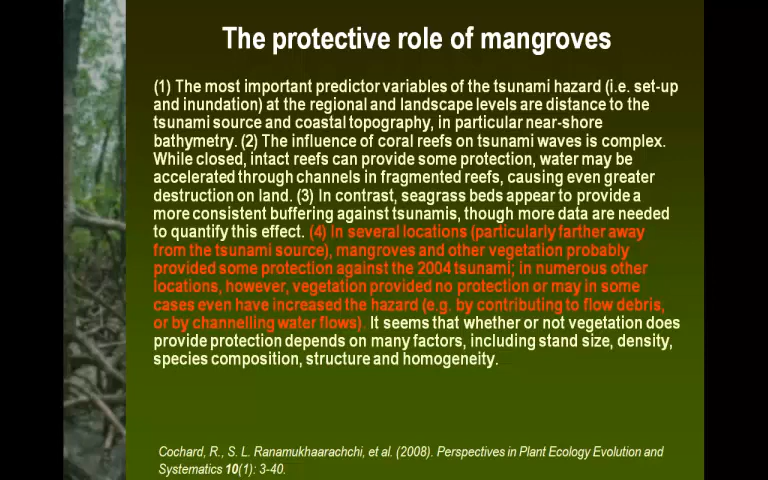 The protective role of mangroves
(1) The most important predictor variables of the tsunami hazard (i.e. set-up
and inundation) at the regional and landscape levels are distance to the
tsunami source and coastal topography, in particular near-shore
bathymetry. (2) The influence of coral reefs on tsunami waves is complex.
While closed, intact reefs can provide some protection, water may be
accelerated through channels in fragmented reefs, causing even greater
destruction on land. (3) In contrast, seagrass beds appear to provide a
more consistent buffering against tsunamis, though more data are needed
to quantify this effect. (4) In several locations (particularly farther away
from the tsunami source), mangroves and other vegetation probably
provided some protection against the 2004 tsunami; in numerous other
locations, however, vegetation provided no protection or may in some
cases even have increased the hazard (e.g. by contributing to flow debris,
or by channelling water flows). It seems that whether or not vegetation does
provide protection depends on many factors, including stand size, density,
species composition, structure and homogeneity.
Cochard, R., S. L. Ranamukhaarachchi, et al. (2008). Perspectives in Plant Ecology Evolution and
Systematics 10(1): 3-40.